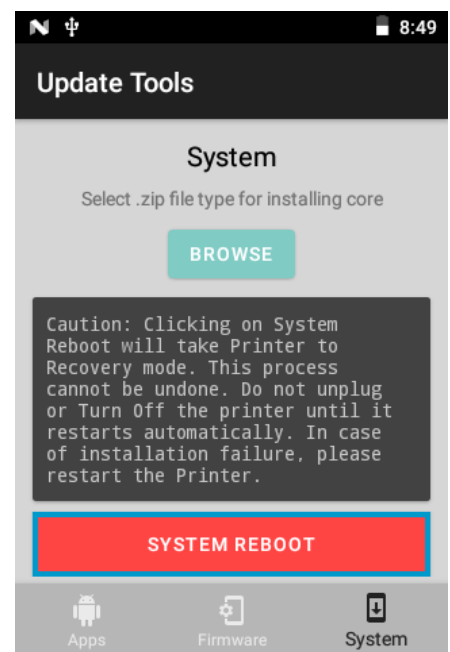 8:49
Update Tools
System
Select .zip file type for installing core
BROWSE
Caution: Clicking on System
Reboot will take Printer to
Recovery mode. This process
cannot be undone. Do not unplug
or Turn Off the printer until it
restarts automatically. In case
of installation failure, please
restart the Printer.
SYSTEM REBOOT
Apps Firmware System